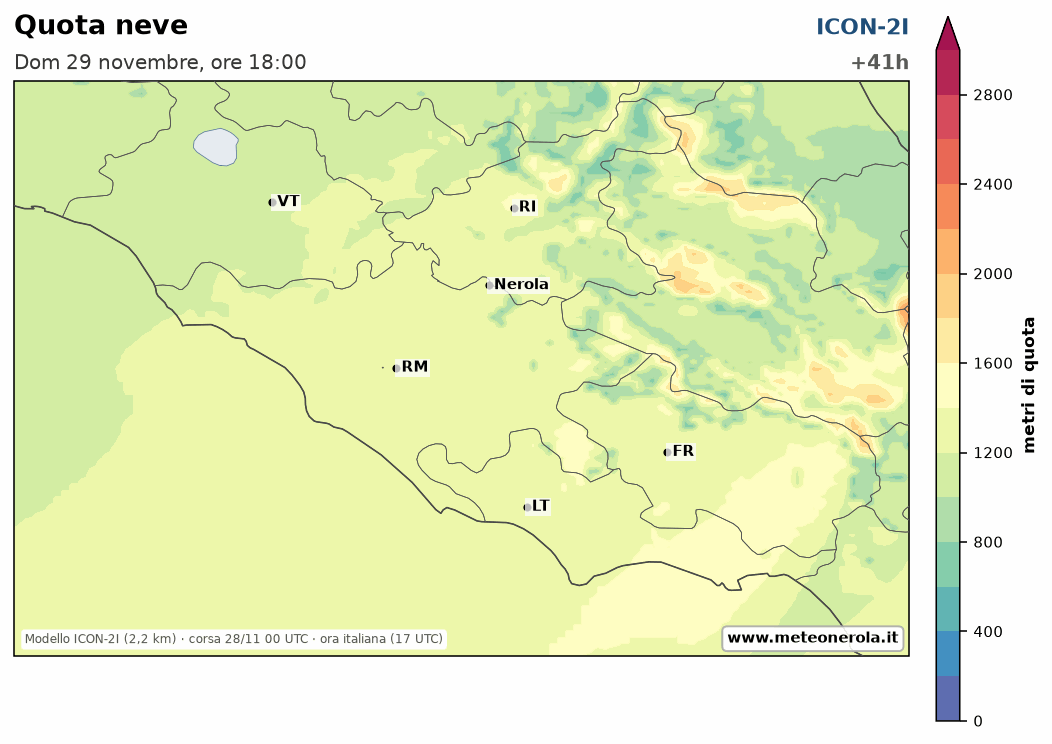 Quota neve
ICON-2I
Dom 29 novembre, ore 18:00
+41h
VT
RI
Nerola
RM
FR
LT
Modello ICON-2I (2,2 km) · corsa 28/11 00 UTC · ora italiana (17 UTC)
www.meteonerola.it
2800
2400
2000
1600
1200
800
400
0
metri di quota